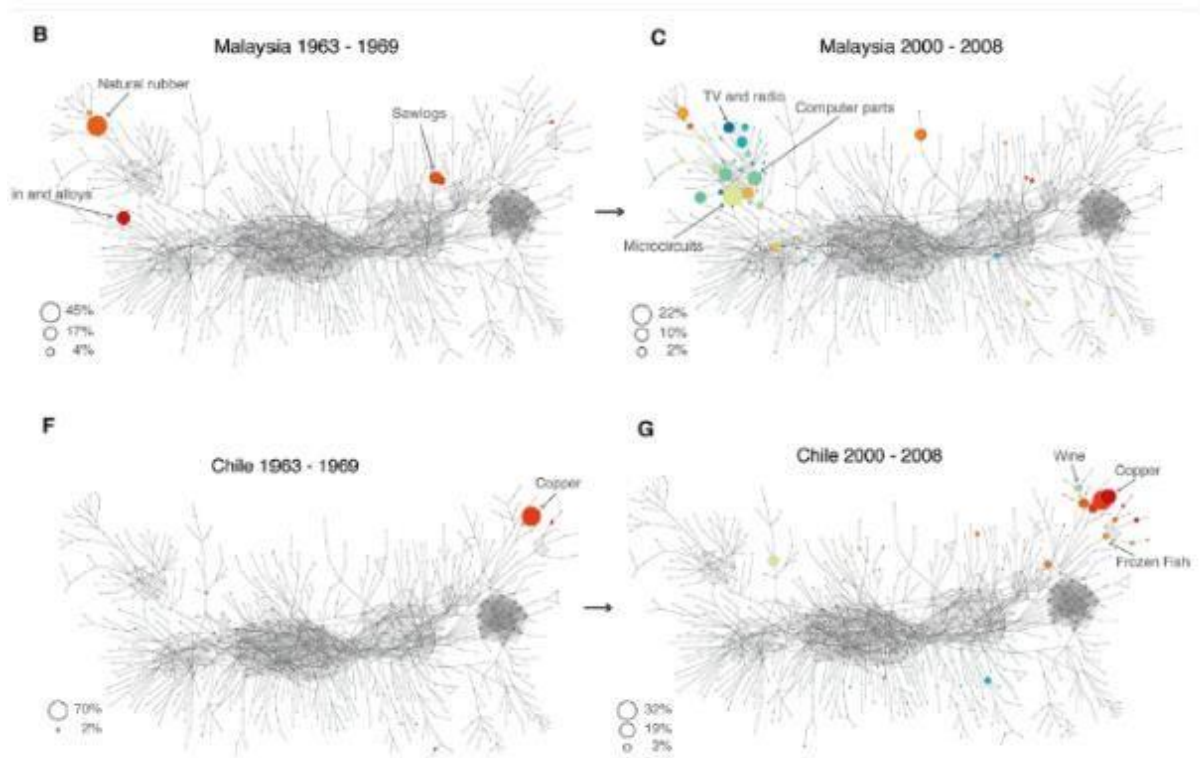 B
Malaysia 1963 - 1969
Natural rubber
Sawlogs
in and alloys
45%
17%
4%
C
Malaysia 2000 - 2008
TV and radio
Computer parts
Microcircuits
22%
10%
2%
F
Chile 1963 - 1969
Copper
70%
2%
G
Chile 2000 - 2008
Wine
Copper
Frozen Fish
32%
19%